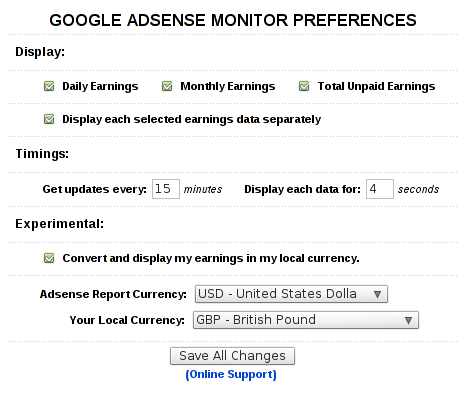 GOOGLE ADSENSE MONITOR PREFERENCES
Display:
Daily Earnings Monthly Earnings Total Unpaid Earnings
Display each selected earnings data separately
Timings:
Get updates every: 15 minutes Display each data for: 4 seconds
Experimental:
Convert and display my earnings in my local currency.
Adsense Report Currency: USD - United States Dolla
Your Local Currency: GBP - British Pound
Save All Changes
(Online Support)